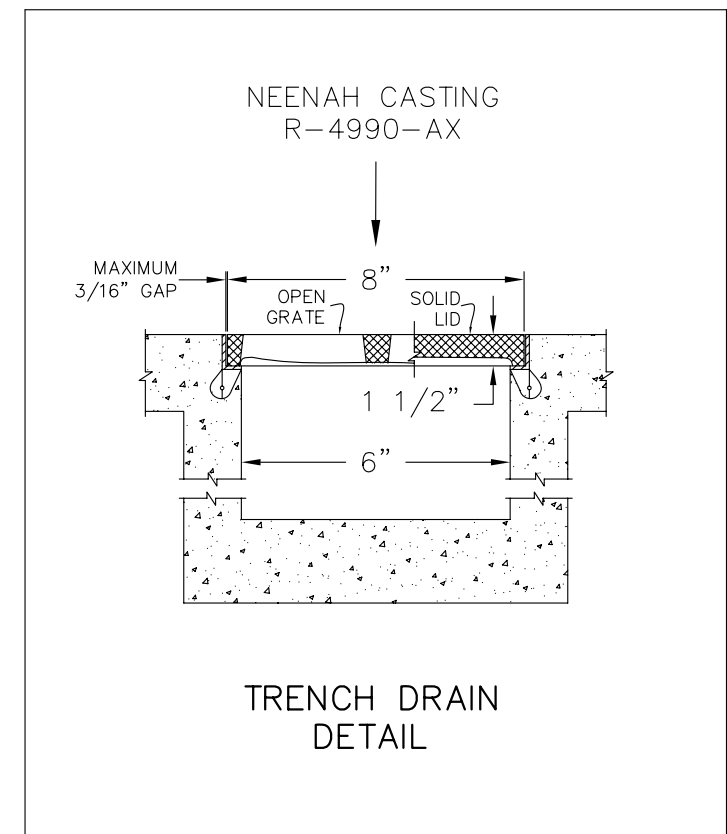 NEENAH CASTING
R-4990-AX
MAXIMUM
3/16" GAP
8"
OPEN
GRATE
SOLID
LID
1 1/2"
6"
TRENCH DRAIN
DETAIL